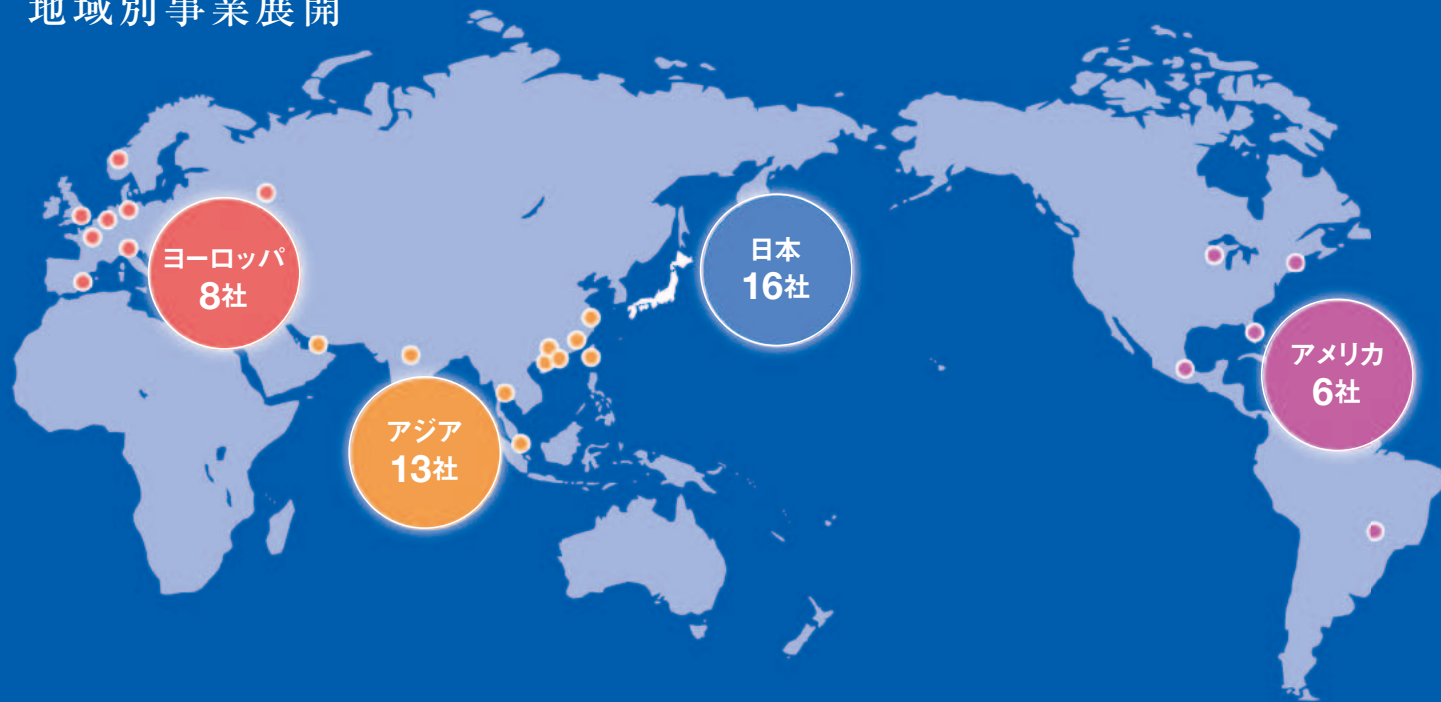 地域別事業展開
ヨーロッパ
8社
日本
16社
アジア
13社
アメリカ
6社